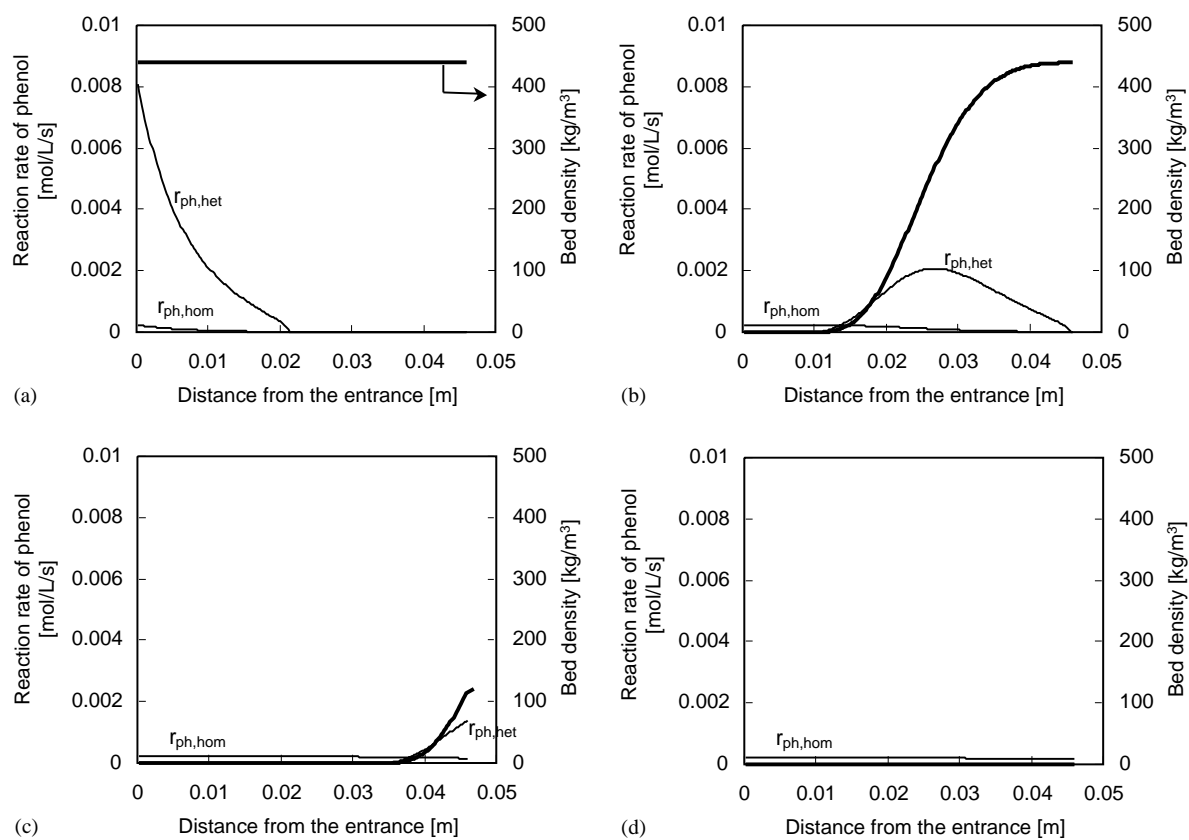 0.01
0.008
0.006
0.004
0.002
0
500
400
300
200
100
0
Reaction rate of phenol
[mol/L/s]
Bed density [kg/m³]
r_ph,het
r_ph,hom
0 0.01 0.02 0.03 0.04 0.05
(a) Distance from the entrance [m]
0.01
0.008
0.006
0.004
0.002
0
500
400
300
200
100
0
Reaction rate of phenol
[mol/L/s]
Bed density [kg/m³]
r_ph,het
r_ph,hom
0 0.01 0.02 0.03 0.04 0.05
(b) Distance from the entrance [m]
0.01
0.008
0.006
0.004
0.002
0
500
400
300
200
100
0
Reaction rate of phenol
[mol/L/s]
Bed density [kg/m³]
r_ph,hom
r_ph,het
0 0.01 0.02 0.03 0.04 0.05
(c) Distance from the entrance [m]
0.01
0.008
0.006
0.004
0.002
0
500
400
300
200
100
0
Reaction rate of phenol
[mol/L/s]
Bed density [kg/m³]
r_ph,hom
0 0.01 0.02 0.03 0.04 0.05
(d) Distance from the entrance [m]